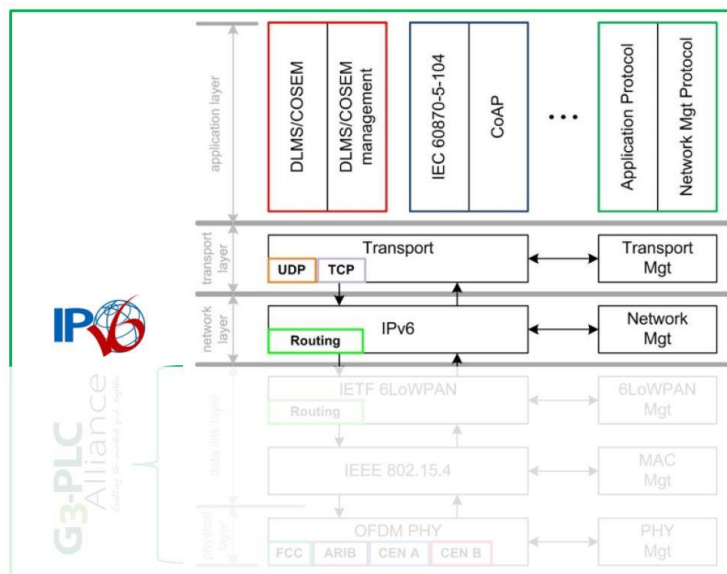 application layer
DLMS/COSEM
DLMS/COSEM
management
IEC 60870-5-104
CoAP
...
Application Protocol
Network Mgt Protocol
transport
layer
Transport
UDP
TCP
Transport
Mgt
IPv6
network
layer
IPv6
Routing
Network
Mgt
G3-PLC
Alliance
data link layer
IETF 6LoWPAN
Routing
6LoWPAN
Mgt
IEEE 802.15.4
MAC
Mgt
physical
layer
OFDM PHY
FCC
ARIB
CEN A
CEN B
PHY
Mgt